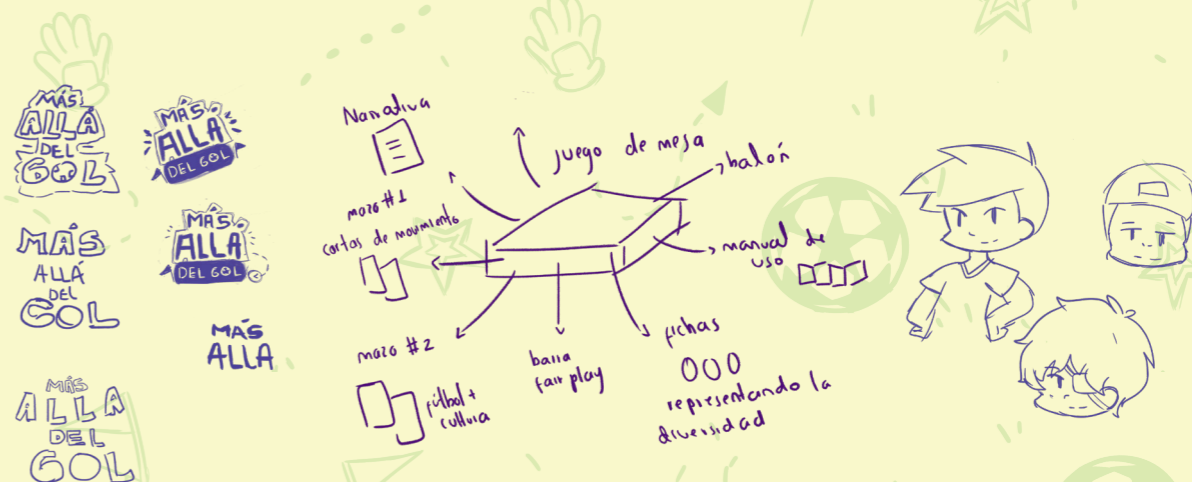 MÁS
ALLÁ
DEL
GOL
MÁS
ALLA
DEL GOL
MÁS
ALLÁ
DEL
GOL
MÁS
ALLA
DEL GOL
MÁS
ALLA
MÁS
ALLA
DEL
GOL
Narrativa
mazo #1
cartas de movimiento
mazo #2
fútbol +
cultura
juego de mesa
balón
manual de
uso
barra
fair play
fichas
representando la
diversidad